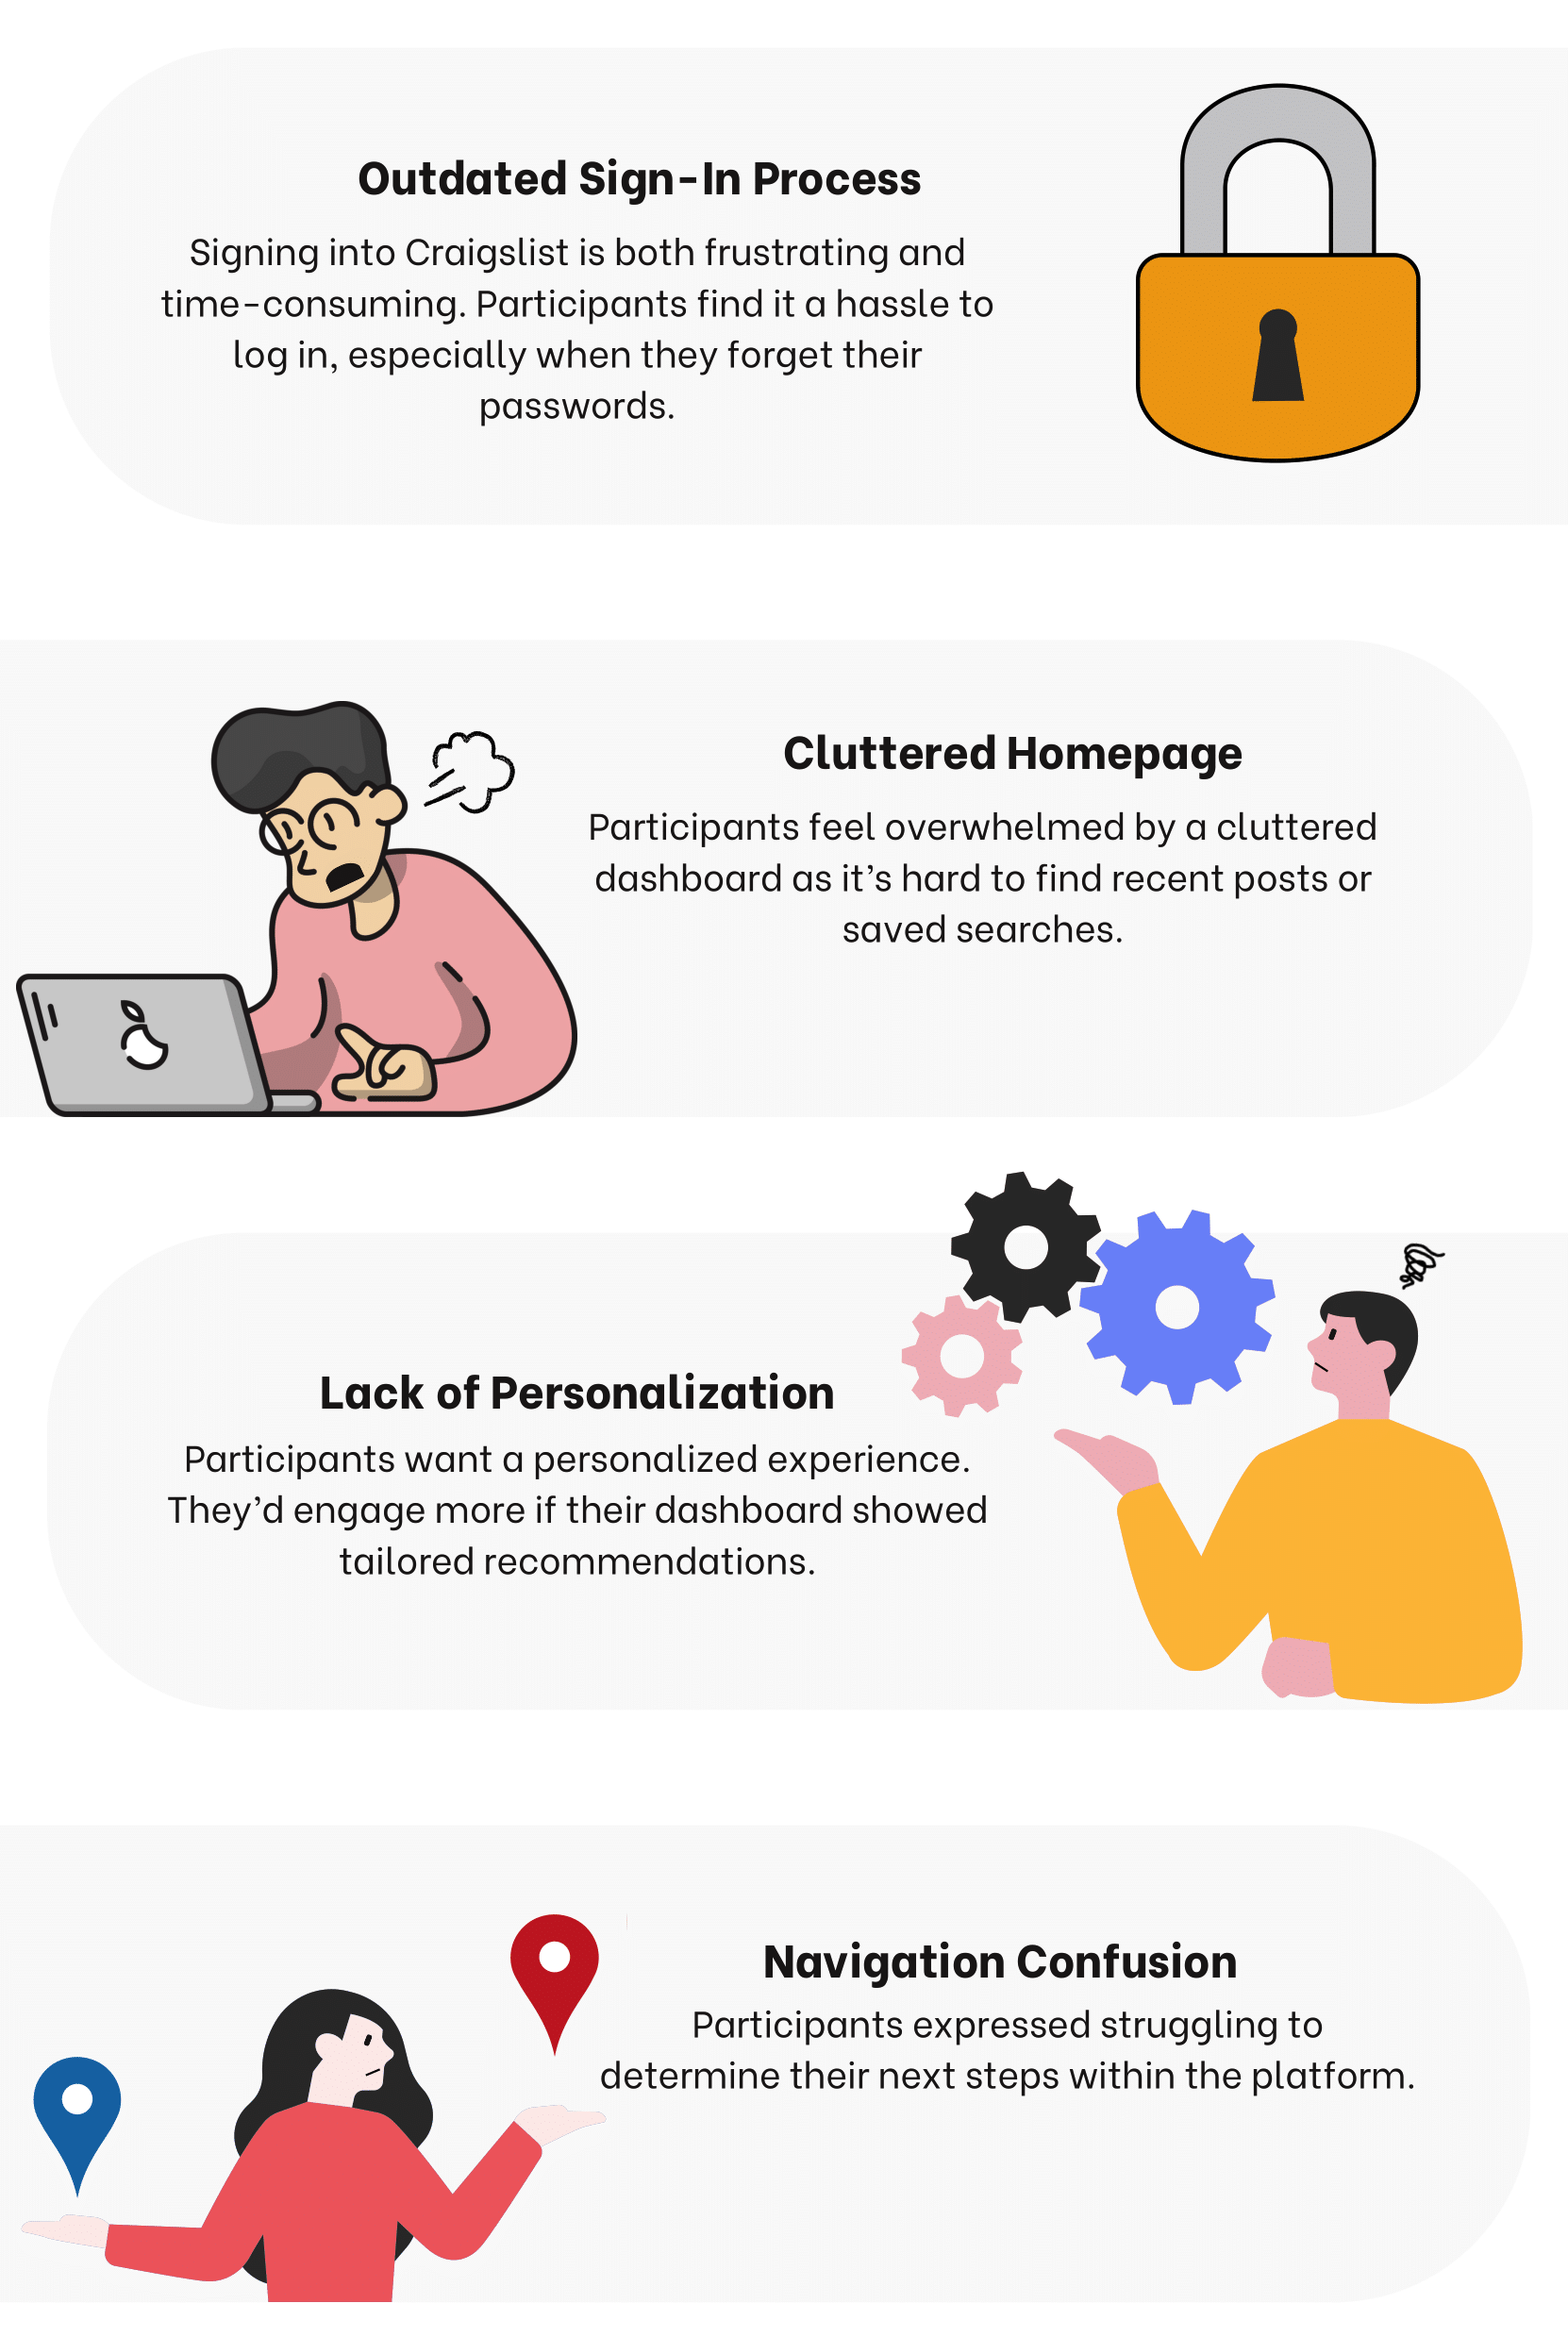 Outdated Sign-In Process
Signing into Craigslist is both frustrating and
time-consuming. Participants find it a hassle to
log in, especially when they forget their
passwords.
Cluttered Homepage
Participants feel overwhelmed by a cluttered
dashboard as it’s hard to find recent posts or
saved searches.
Lack of Personalization
Participants want a personalized experience.
They’d engage more if their dashboard showed
tailored recommendations.
Navigation Confusion
Participants expressed struggling to
determine their next steps within the platform.